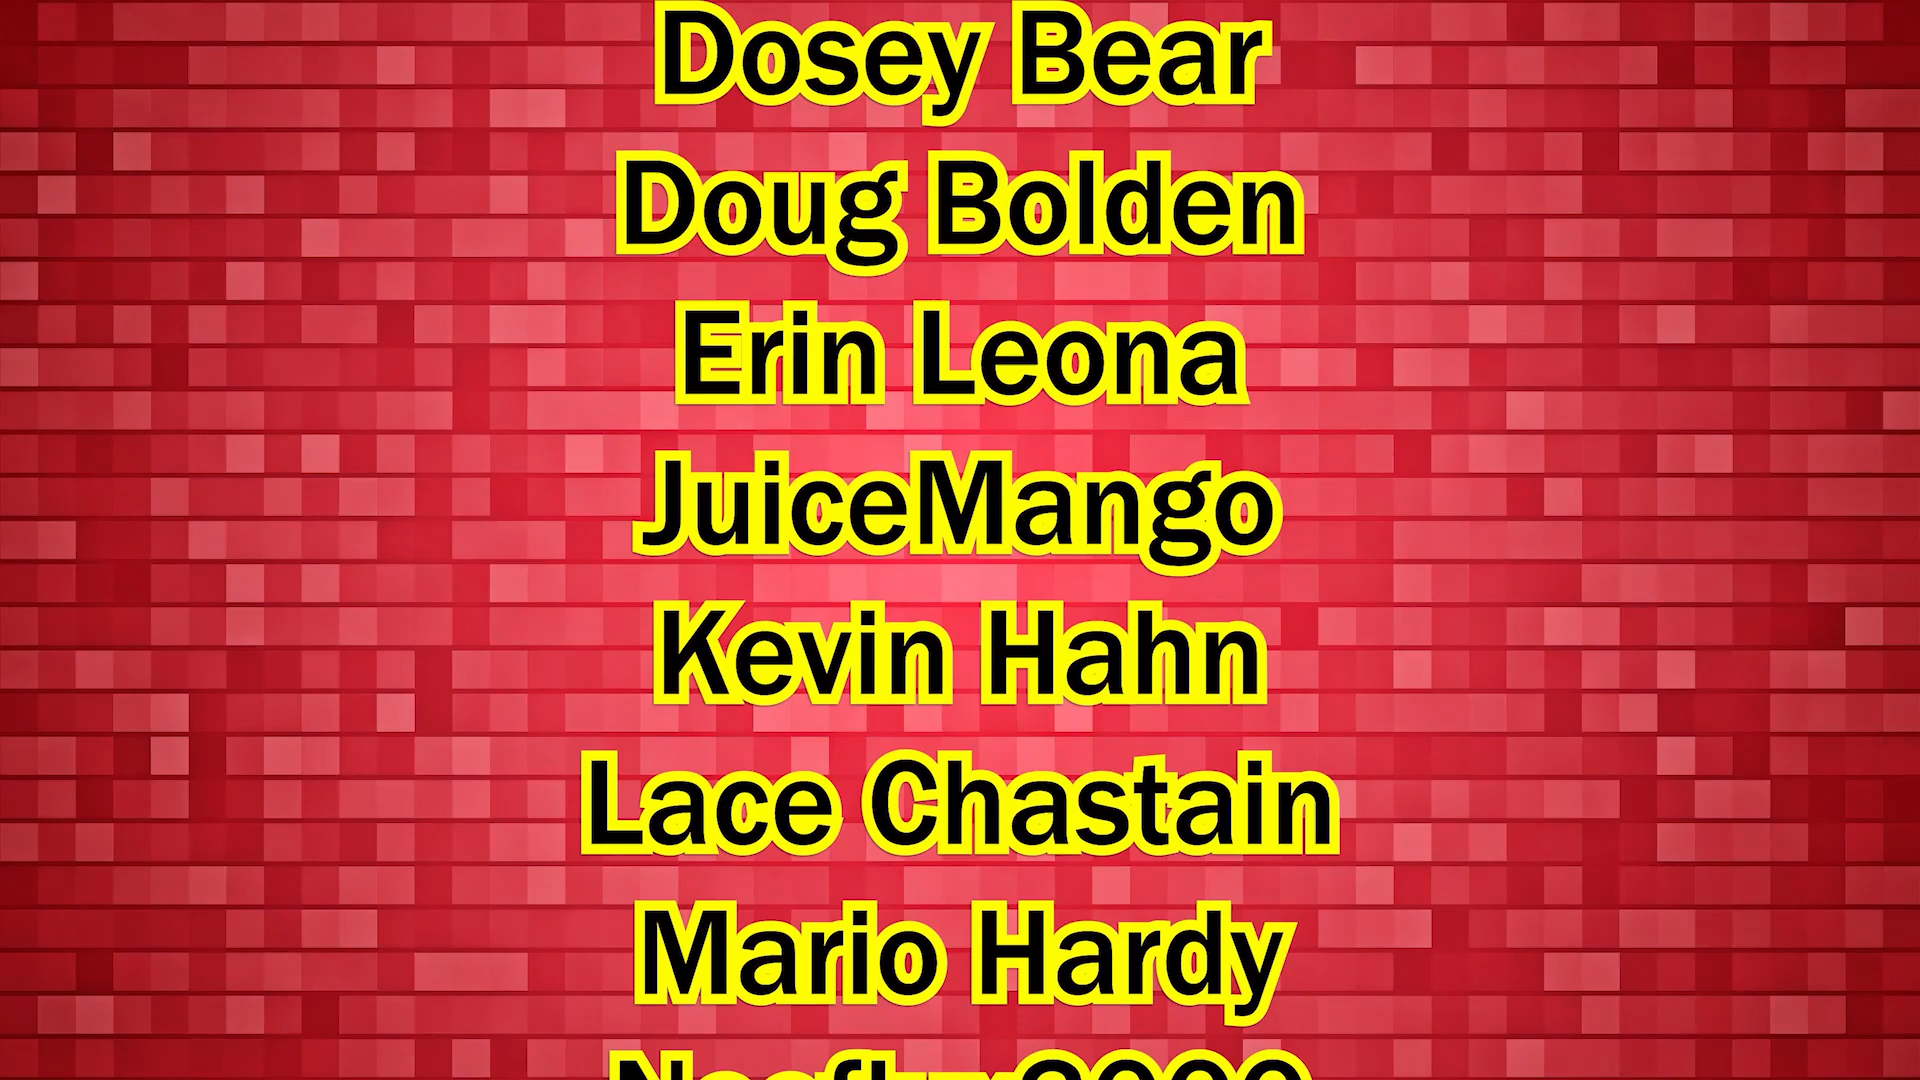 Dosey Bear
Doug Bolden
Erin Leona
JuiceMango
Kevin Hahn
Lace Chastain
Mario Hardy